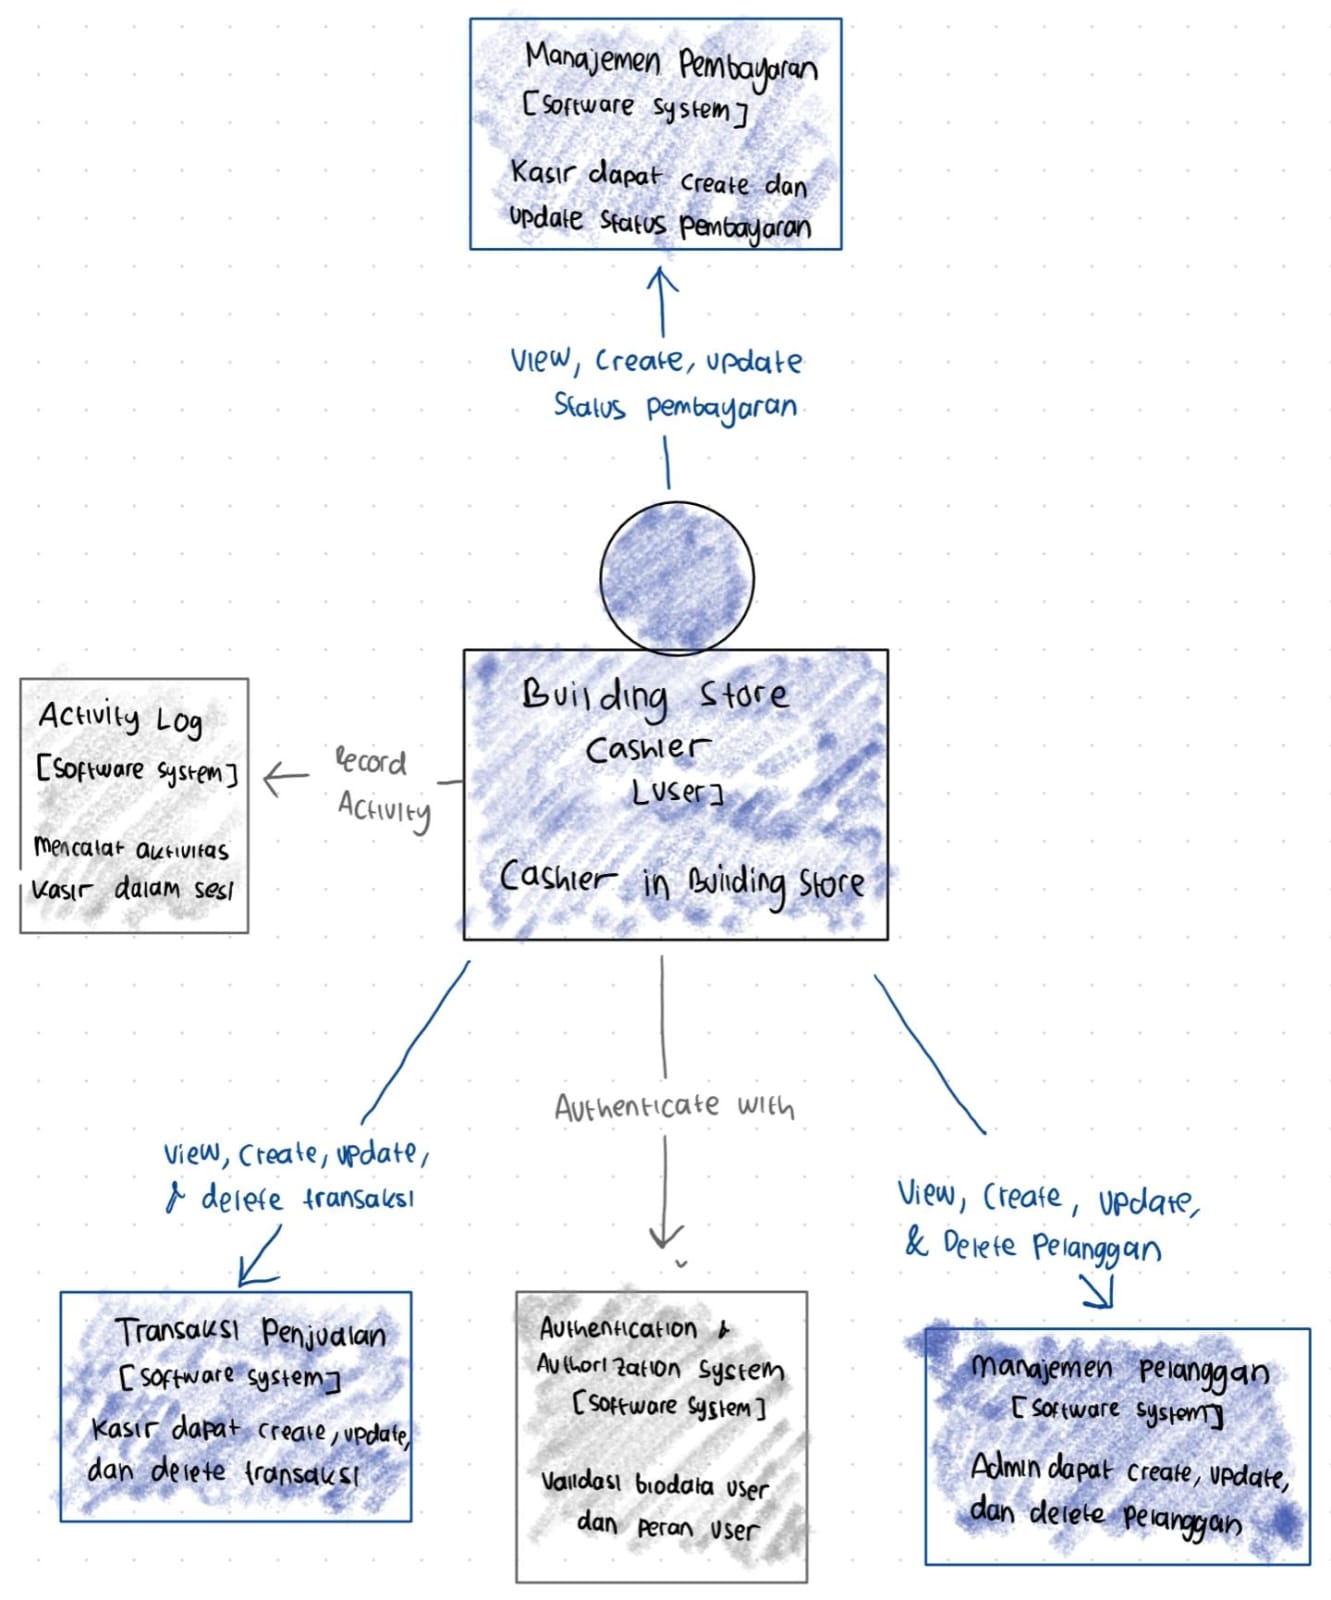 Manajemen Pembayaran
[Software System]
Kasir dapat create dan
update status pembayaran
View, Create, update
Status pembayaran
Building Store
Cashier
[User]
Cashier in Building Store
Activity Log
[Software System]
Mencatat aktivitas
kasir dalam sesi
Record
Activity
View, Create, update,
& delete transaksi
Authenticate with
View, Create, update,
& Delete Pelanggan
Transaksi Penjualan
[Software system]
Kasir dapat create, update,
dan delete transaksi
Authentication &
Authorization System
[Software System]
Validasi biodata user
dan peran user
Manajemen pelanggan
[Software system]
Admin dapat create, update,
dan delete pelanggan